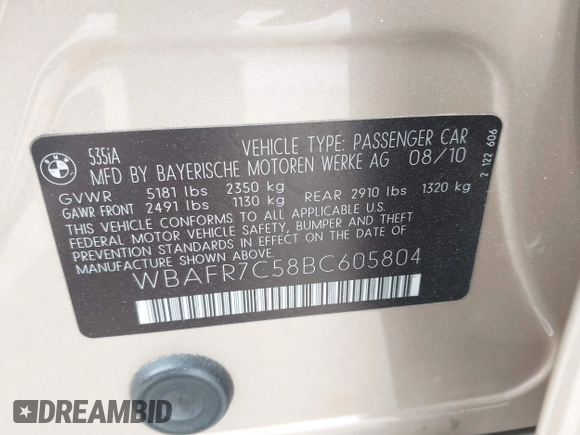 BMW
535iA VEHICLE TYPE: PASSENGER CAR
MFD BY BAYERISCHE MOTOREN WERKE AG 08/10
GVWR 5181 lbs 2350 kg
GAWR FRONT 2491 lbs 1130 kg REAR 2910 lbs 1320 kg
THIS VEHICLE CONFORMS TO ALL APPLICABLE U.S.
FEDERAL MOTOR VEHICLE SAFETY, BUMPER AND THEFT
PREVENTION STANDARDS IN EFFECT ON THE DATE OF
MANUFACTURE SHOWN ABOVE.
WBAFR7C58BC605804
2 122 606
DREAMBID